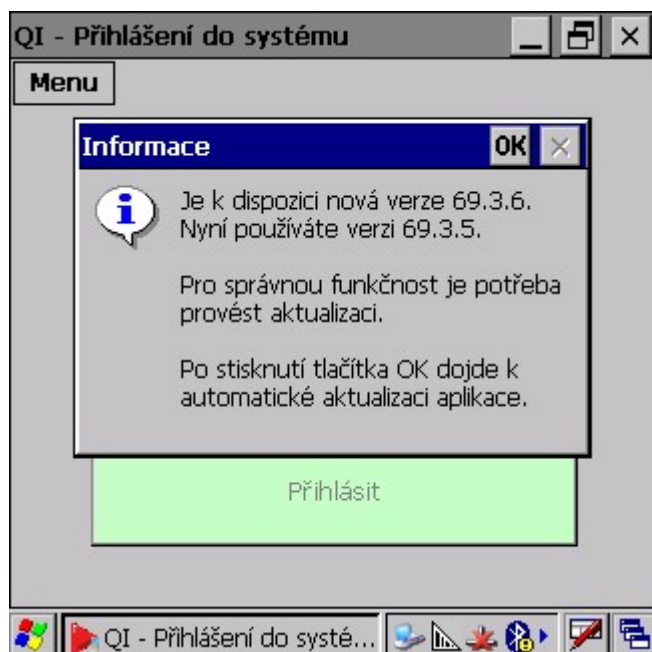 QI - Přihlášení do systému
Menu
Informace OK
Je k dispozici nová verze 69.3.6.
Nyní používáte verzi 69.3.5.
Pro správnou funkčnost je potřeba
provést aktualizaci.
Po stisknutí tlačítka OK dojde k
automatické aktualizaci aplikace.
Přihlásit
QI - Přihlášení do systé...